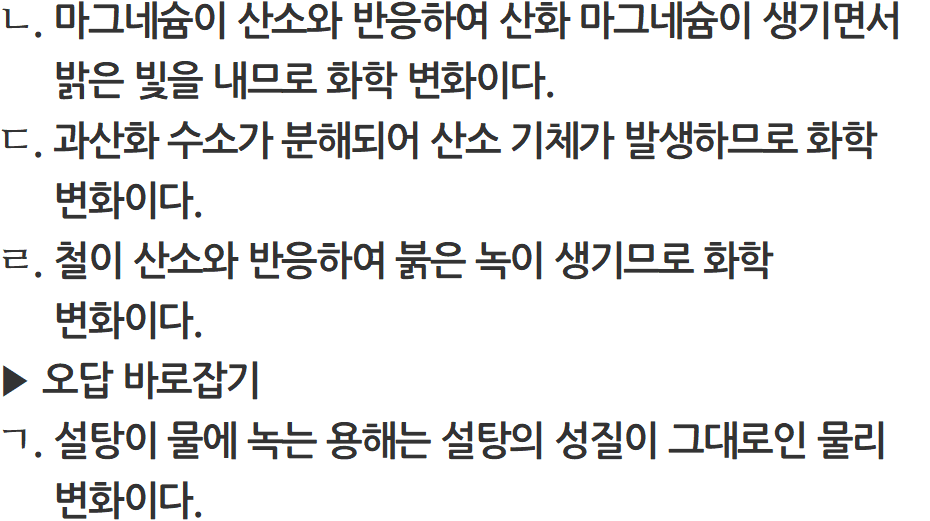 ㄴ. 마그네슘이 산소와 반응하여 산화 마그네슘이 생기면서
밝은 빛을 내므로 화학 변화이다.
ㄷ. 과산화 수소가 분해되어 산소 기체가 발생하므로 화학
변화이다.
ㄹ. 철이 산소와 반응하여 붉은 녹이 생기므로 화학
변화이다.
▶ 오답 바로잡기
ㄱ. 설탕이 물에 녹는 용해는 설탕의 성질이 그대로인 물리
변화이다.